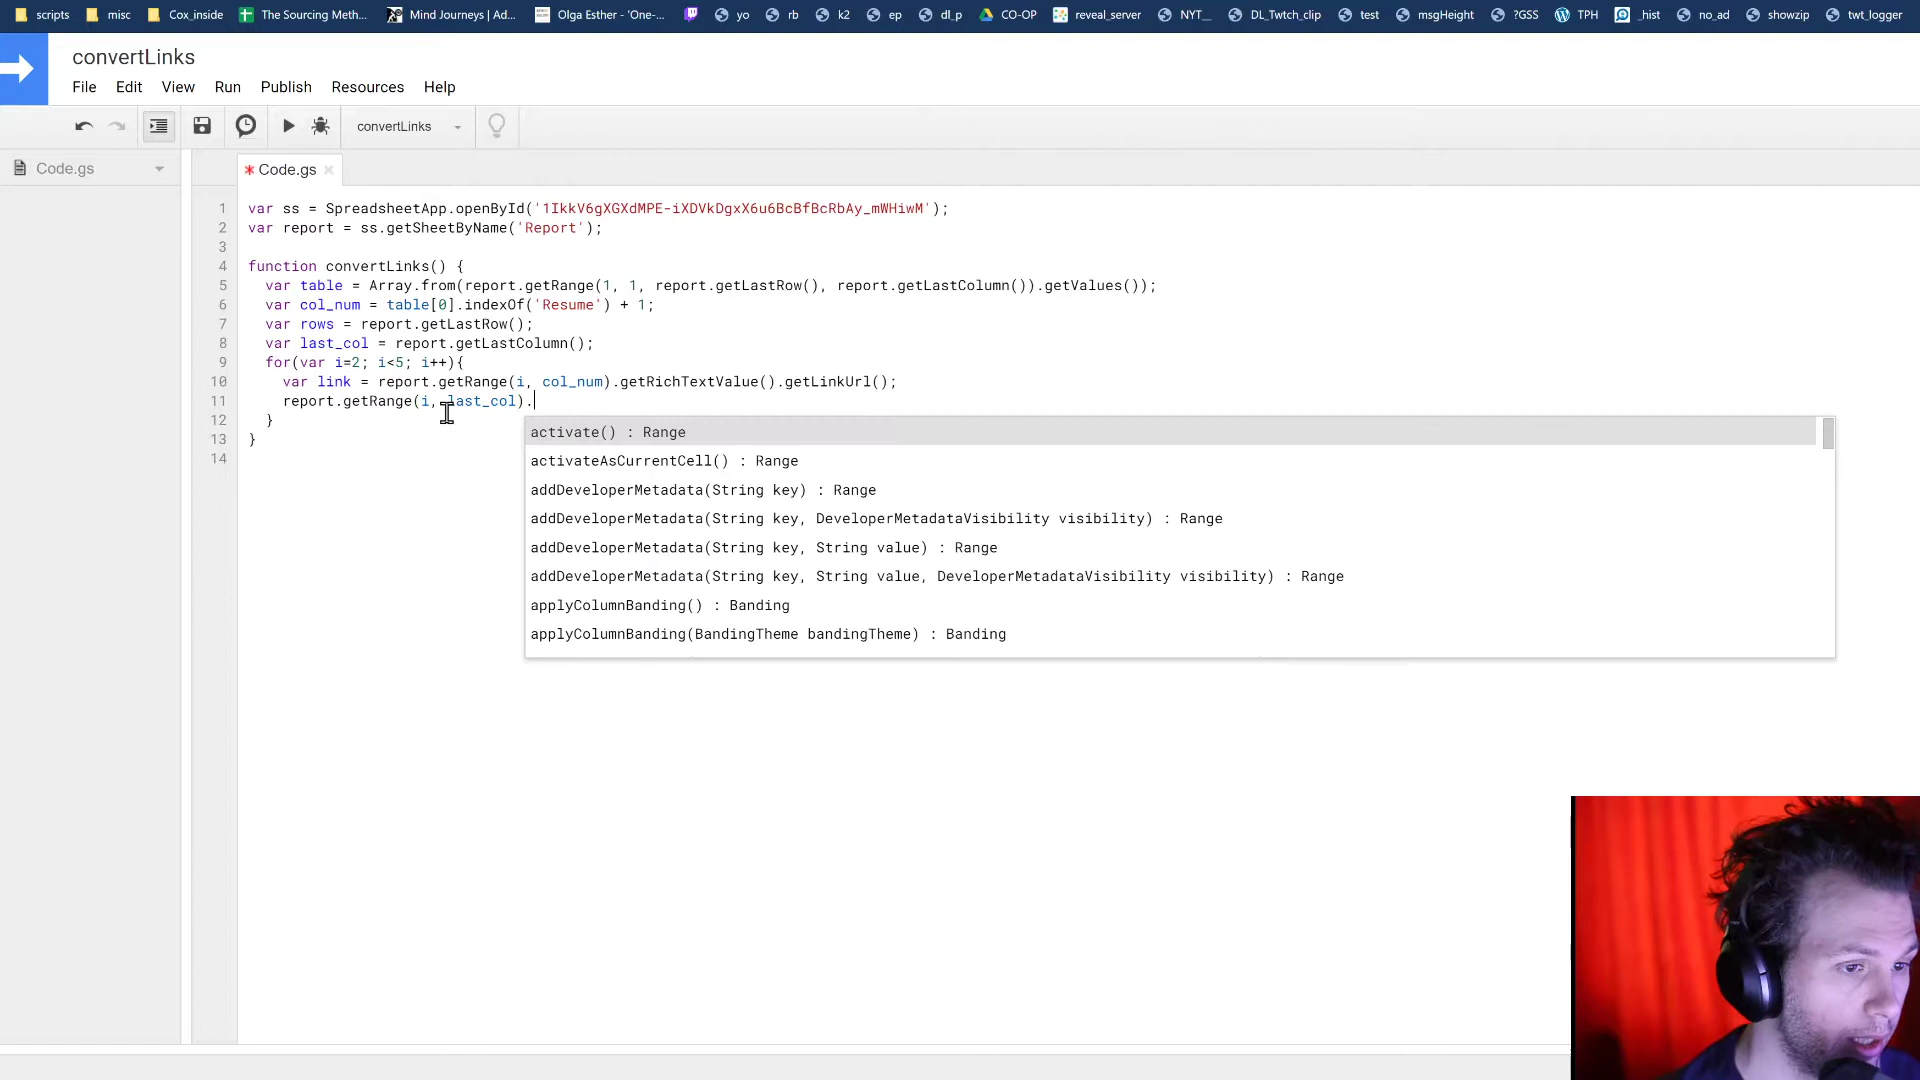 scripts misc Cox_inside The Sourcing Meth... Mind Journeys | Ad... Olga Esther - 'One-... yo rb k2 ep dl_p CO-OP reveal_server NYT__ DL_Twtch_clip test msgHeight ?GSS TPH _hist no_ad showzip twt_logger
convertLinks
File Edit View Run Publish Resources Help
convertLinks
Code.gs
* Code.gs
1 var ss = SpreadsheetApp.openById('1IkkV6gXGXdMPE-iXDVkDgxX6u6BcBfBcRbAy_mWHiwM');
2 var report = ss.getSheetByName('Report');
3
4 function convertLinks() {
5 var table = Array.from(report.getRange(1, 1, report.getLastRow(), report.getLastColumn()).getValues());
6 var col_num = table[0].indexOf('Resume') + 1;
7 var rows = report.getLastRow();
8 var last_col = report.getLastColumn();
9 for(var i=2; i<5; i++){
10 var link = report.getRange(i, col_num).getRichTextValue().getLinkUrl();
11 report.getRange(i, last_col).
12 }
13 }
14
activate() : Range
activateAsCurrentCell() : Range
addDeveloperMetadata(String key) : Range
addDeveloperMetadata(String key, DeveloperMetadataVisibility visibility) : Range
addDeveloperMetadata(String key, String value) : Range
addDeveloperMetadata(String key, String value, DeveloperMetadataVisibility visibility) : Range
applyColumnBanding() : Banding
applyColumnBanding(BandingTheme bandingTheme) : Banding